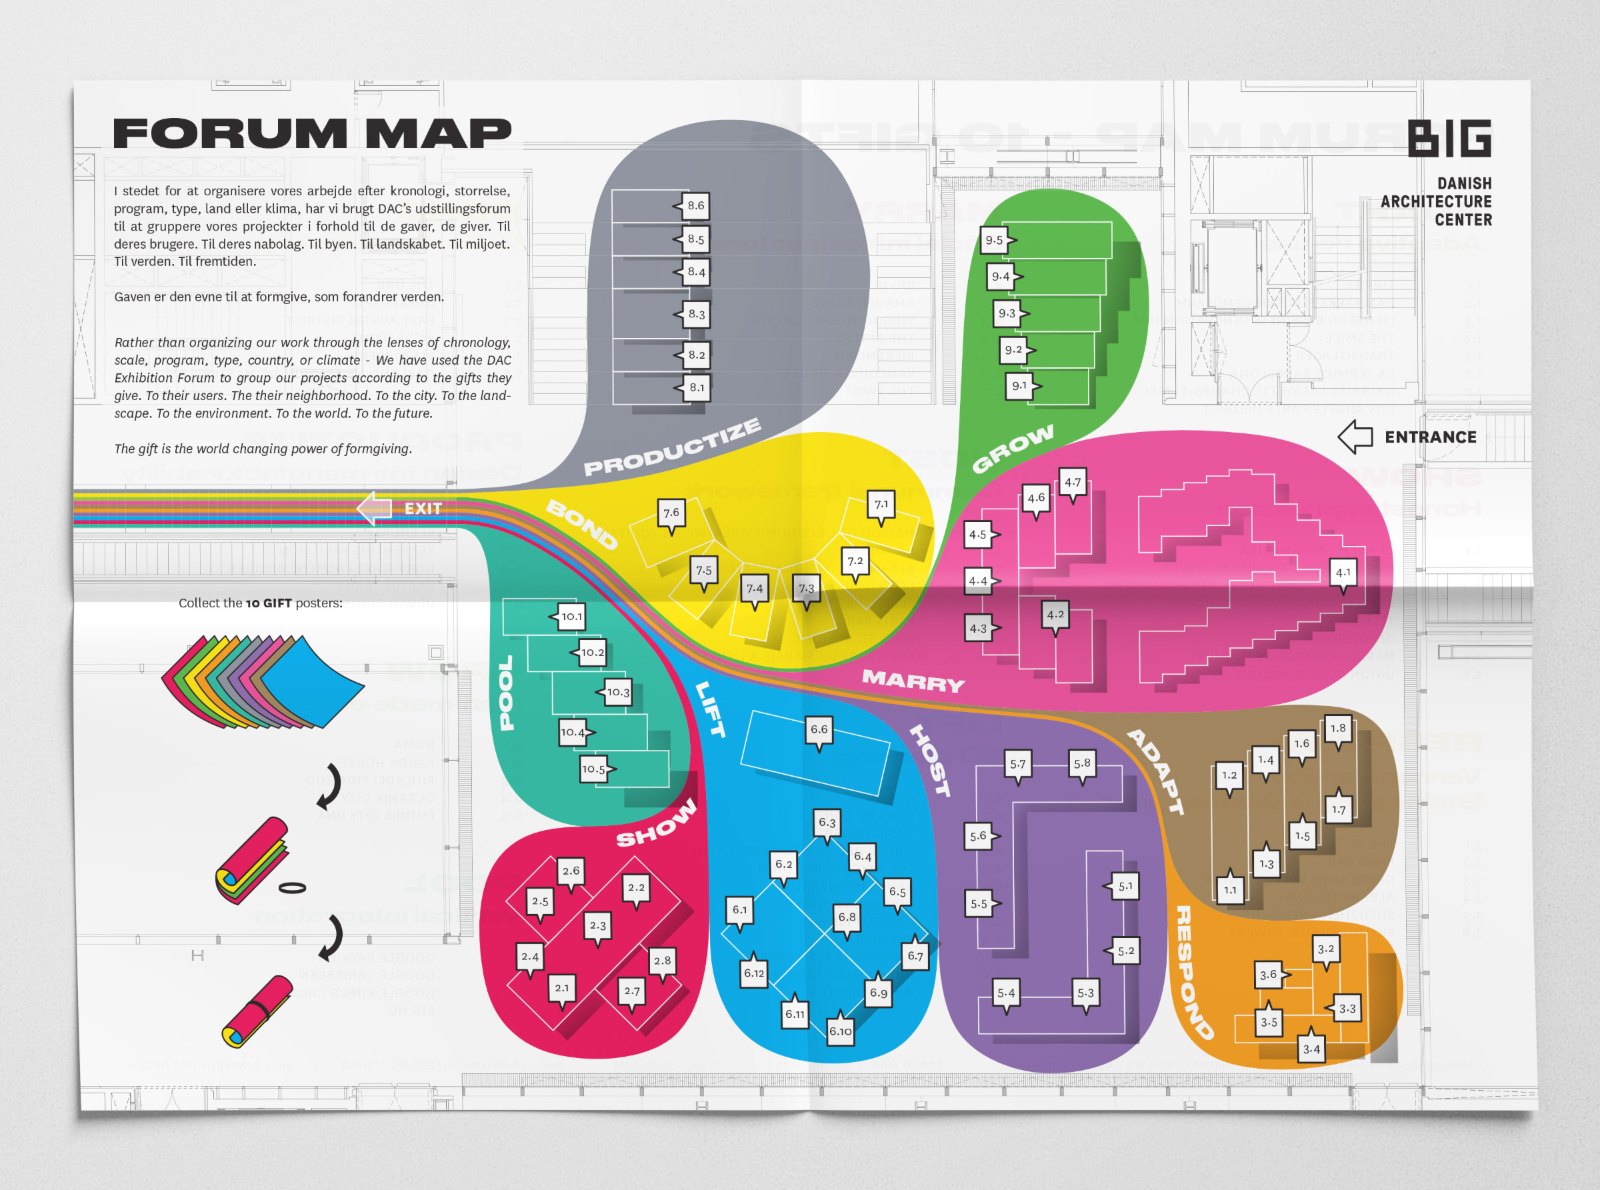 FORUM MAP
I stedet for at organisere vores arbejde efter kronologi, storrelse,
program, type, land eller klima, har vi brugt DAC's udstillingsforum
til at gruppere vores projeckter i forhold til de gaver, de giver. Til
deres brugere. Til deres nabolag. Til byen. Til landskabet. Til miljoet.
Til verden. Til fremtiden.
Gaven er den evne til at formgive, som forandrer verden.
Rather than organizing our work through the lenses of chronology,
scale, program, type, country, or climate - We have used the DAC
Exhibition Forum to group our projects according to the gifts they
give. To their users. The their neighborhood. To the city. To the land-
scape. To the environment. To the world. To the future.
The gift is the world changing power of formgiving.
BIG
DANISH
ARCHITECTURE
CENTER
ENTRANCE
EXIT
Collect the 10 GIFT posters:
PRODUCTIZE
8.6
8.5
8.4
8.3
8.2
8.1
GROW
9.5
9.4
9.3
9.2
9.1
BOND
7.6
7.5
7.4
7.3
7.2
7.1
MARRY
4.7
4.6
4.5
4.4
4.3
4.2
4.1
POOL
10.1
10.2
10.3
10.4
10.5
SHOW
2.6
2.2
2.5
2.3
2.4
2.8
2.1
2.7
LIFT
6.6
6.3
6.2
6.4
6.5
6.1
6.8
6.7
6.12
6.9
6.11
6.10
HOST
5.7
5.8
5.6
5.1
5.5
5.2
5.4
5.3
ADAPT
1.8
1.6
1.4
1.2
1.7
1.5
1.3
1.1
RESPOND
3.2
3.6
3.3
3.5
3.4